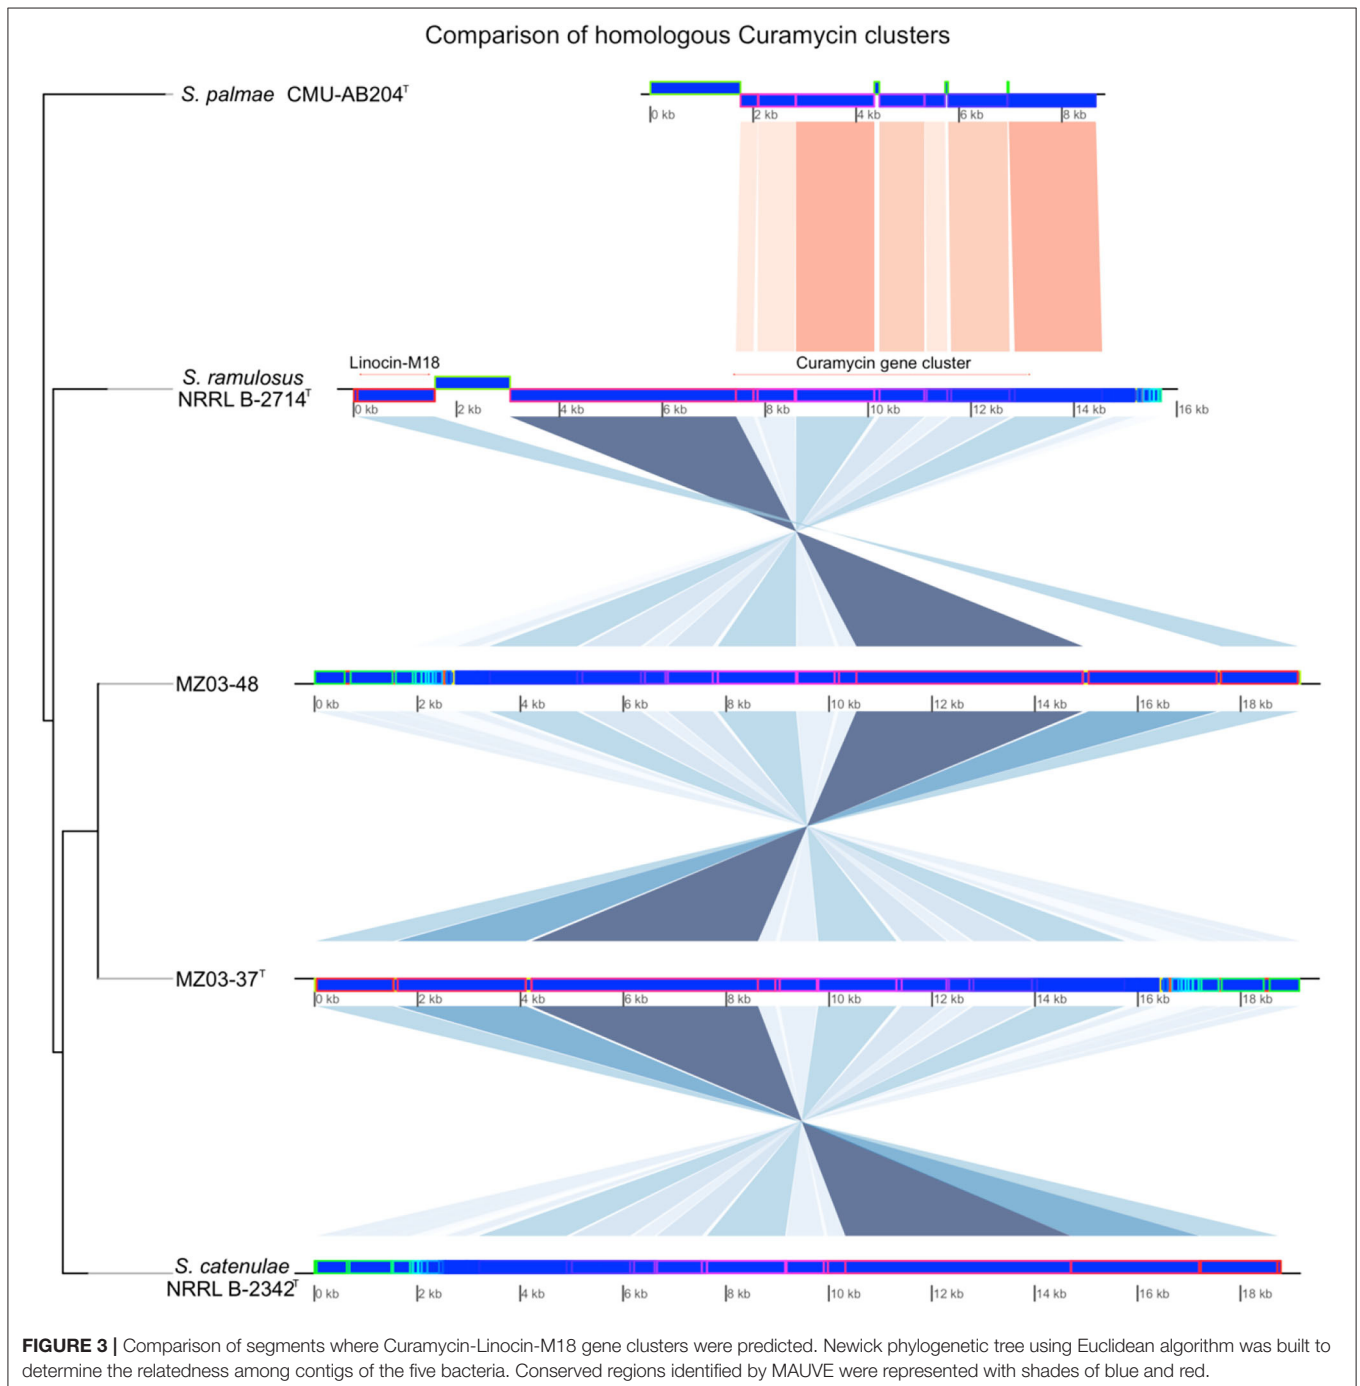 Comparison of homologous Curamycin clusters
S. palmae CMU-AB204ᵀ
0 kb 2 kb 4 kb 6 kb 8 kb
Linocin-M18 Curamycin gene cluster
S. ramulosus
NRRL B-2714ᵀ
0 kb 2 kb 4 kb 6 kb 8 kb 10 kb 12 kb 14 kb 16 kb
MZ03-48
0 kb 2 kb 4 kb 6 kb 8 kb 10 kb 12 kb 14 kb 16 kb 18 kb
MZ03-37ᵀ
0 kb 2 kb 4 kb 6 kb 8 kb 10 kb 12 kb 14 kb 16 kb 18 kb
S. catenulae
NRRL B-2342ᵀ
0 kb 2 kb 4 kb 6 kb 8 kb 10 kb 12 kb 14 kb 16 kb 18 kb
FIGURE 3 | Comparison of segments where Curamycin-Linocin-M18 gene clusters were predicted. Newick phylogenetic tree using Euclidean algorithm was built to
determine the relatedness among contigs of the five bacteria. Conserved regions identified by MAUVE were represented with shades of blue and red.